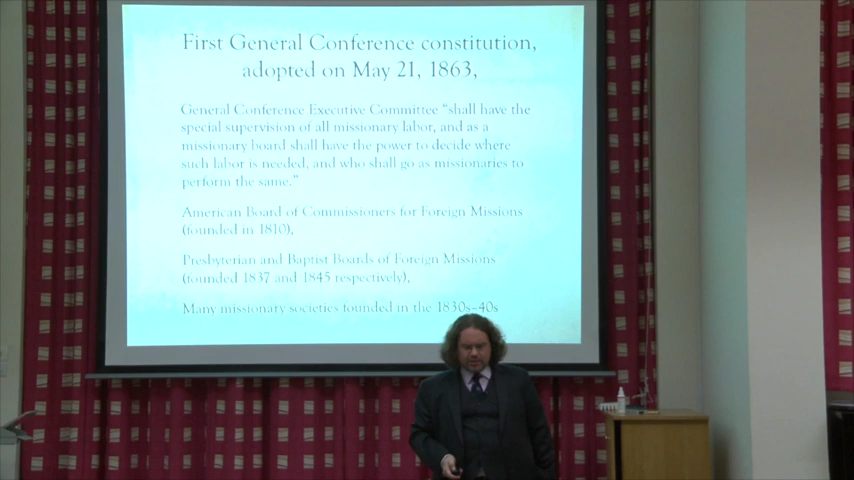 First General Conference constitution,
adopted on May 21, 1863,
General Conference Executive Committee “shall have the
special supervision of all missionary labor, and as a
missionary board shall have the power to decide where
such labor is needed, and who shall go as missionaries to
perform the same.”
American Board of Commissioners for Foreign Missions
(founded in 1810),
Presbyterian and Baptist Boards of Foreign Missions
(founded 1837 and 1845 respectively),
Many missionary societies founded in the 1830s–40s